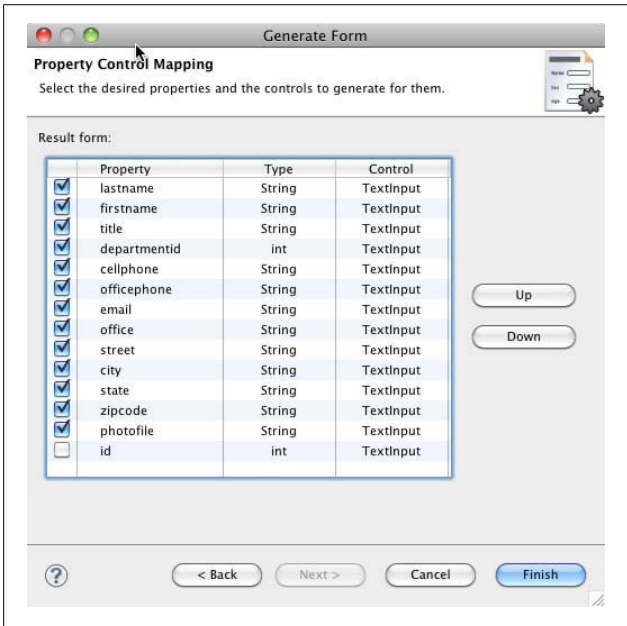 Generate Form
Property Control Mapping
Select the desired properties and the controls to generate for them.
Result form:
Property Type Control
lastname String TextInput
firstname String TextInput
title String TextInput
departmentid int TextInput
cellphone String TextInput
officephone String TextInput
email String TextInput
office String TextInput
street String TextInput
city String TextInput
state String TextInput
zipcode String TextInput
photofile String TextInput
id int TextInput
Up
Down
? < Back Next > Cancel Finish